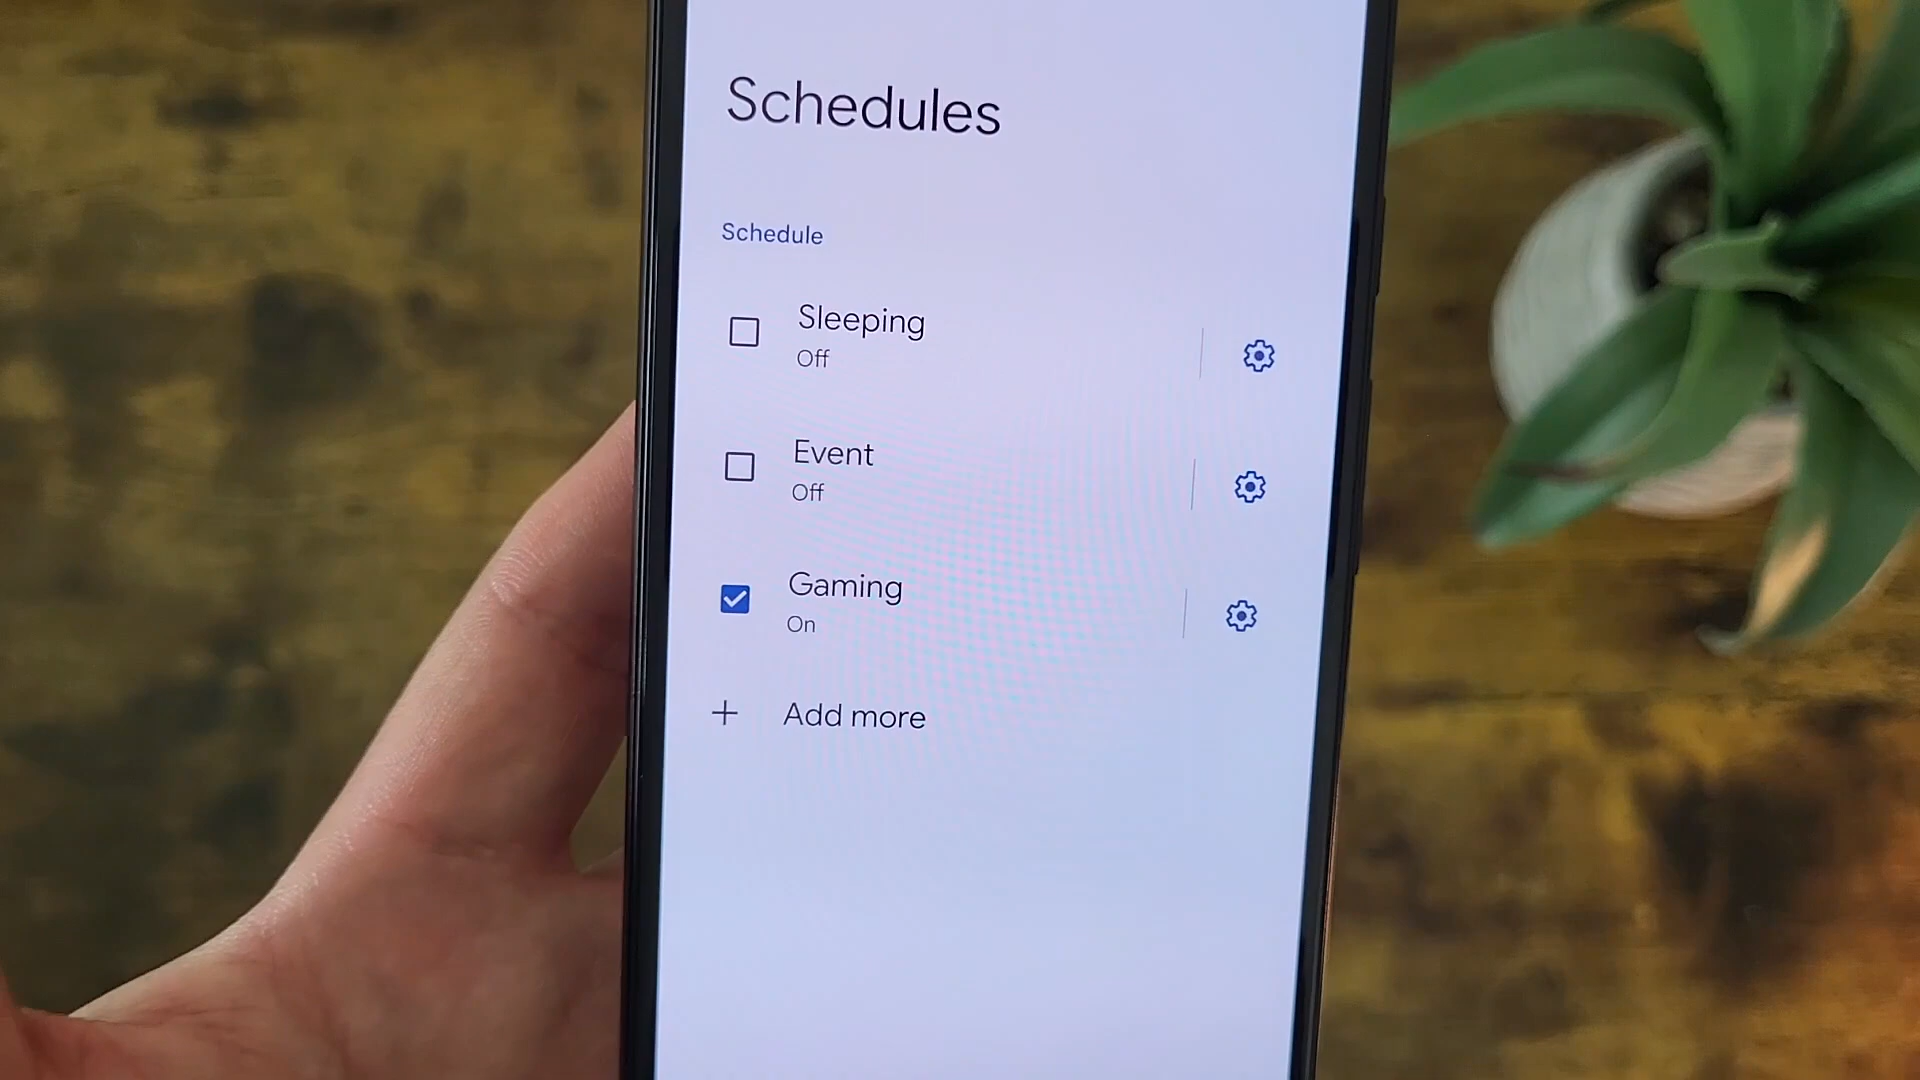 Schedules
Schedule
Sleeping
Off
Event
Off
Gaming
On
Add more